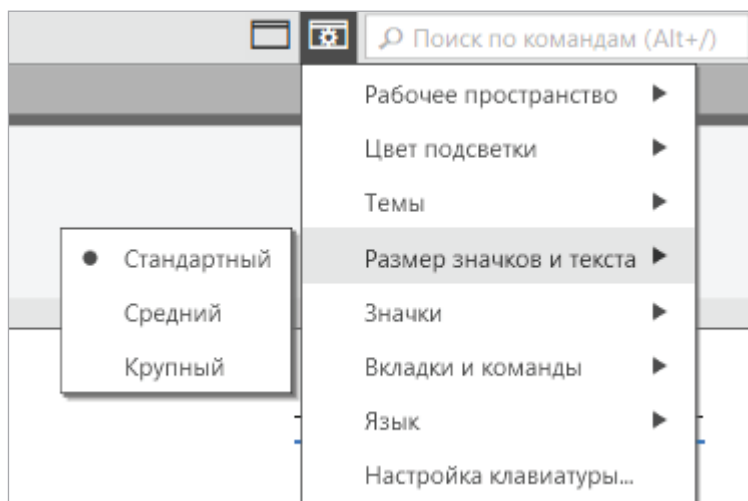 Поиск по командам (Alt+/)
Рабочее пространство
Цвет подсветки
Темы
Размер значков и текста
Стандартный
Средний
Крупный
Значки
Вкладки и команды
Язык
Настройка клавиатуры...